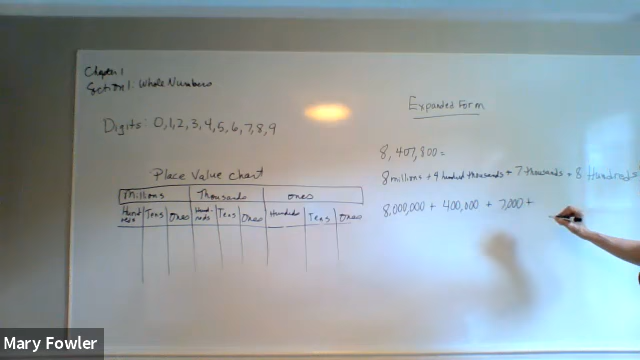 Chapter 1
Section 1: Whole Numbers
Digits: 0,1,2,3,4,5,6,7,8,9
Place Value Chart
Millions Thousands Ones
Hundreds Tens Ones Hundreds Tens Ones Hundreds Tens Ones
Expanded Form
8,407,800 =
8 millions + 4 hundred thousands + 7 thousands + 8 Hundreds
8,000,000 + 400,000 + 7,000 +
Mary Fowler